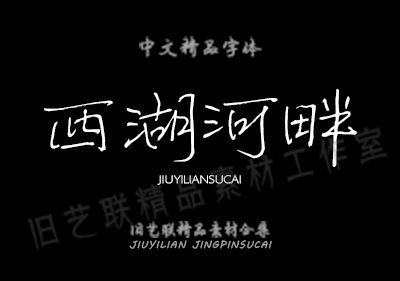 中文精品字体
西湖河畔
JIUYILIANSUCAI
旧艺联精品素材工作室
旧艺联精品素材合集
JIUYILIAN JINGPINSUCAI